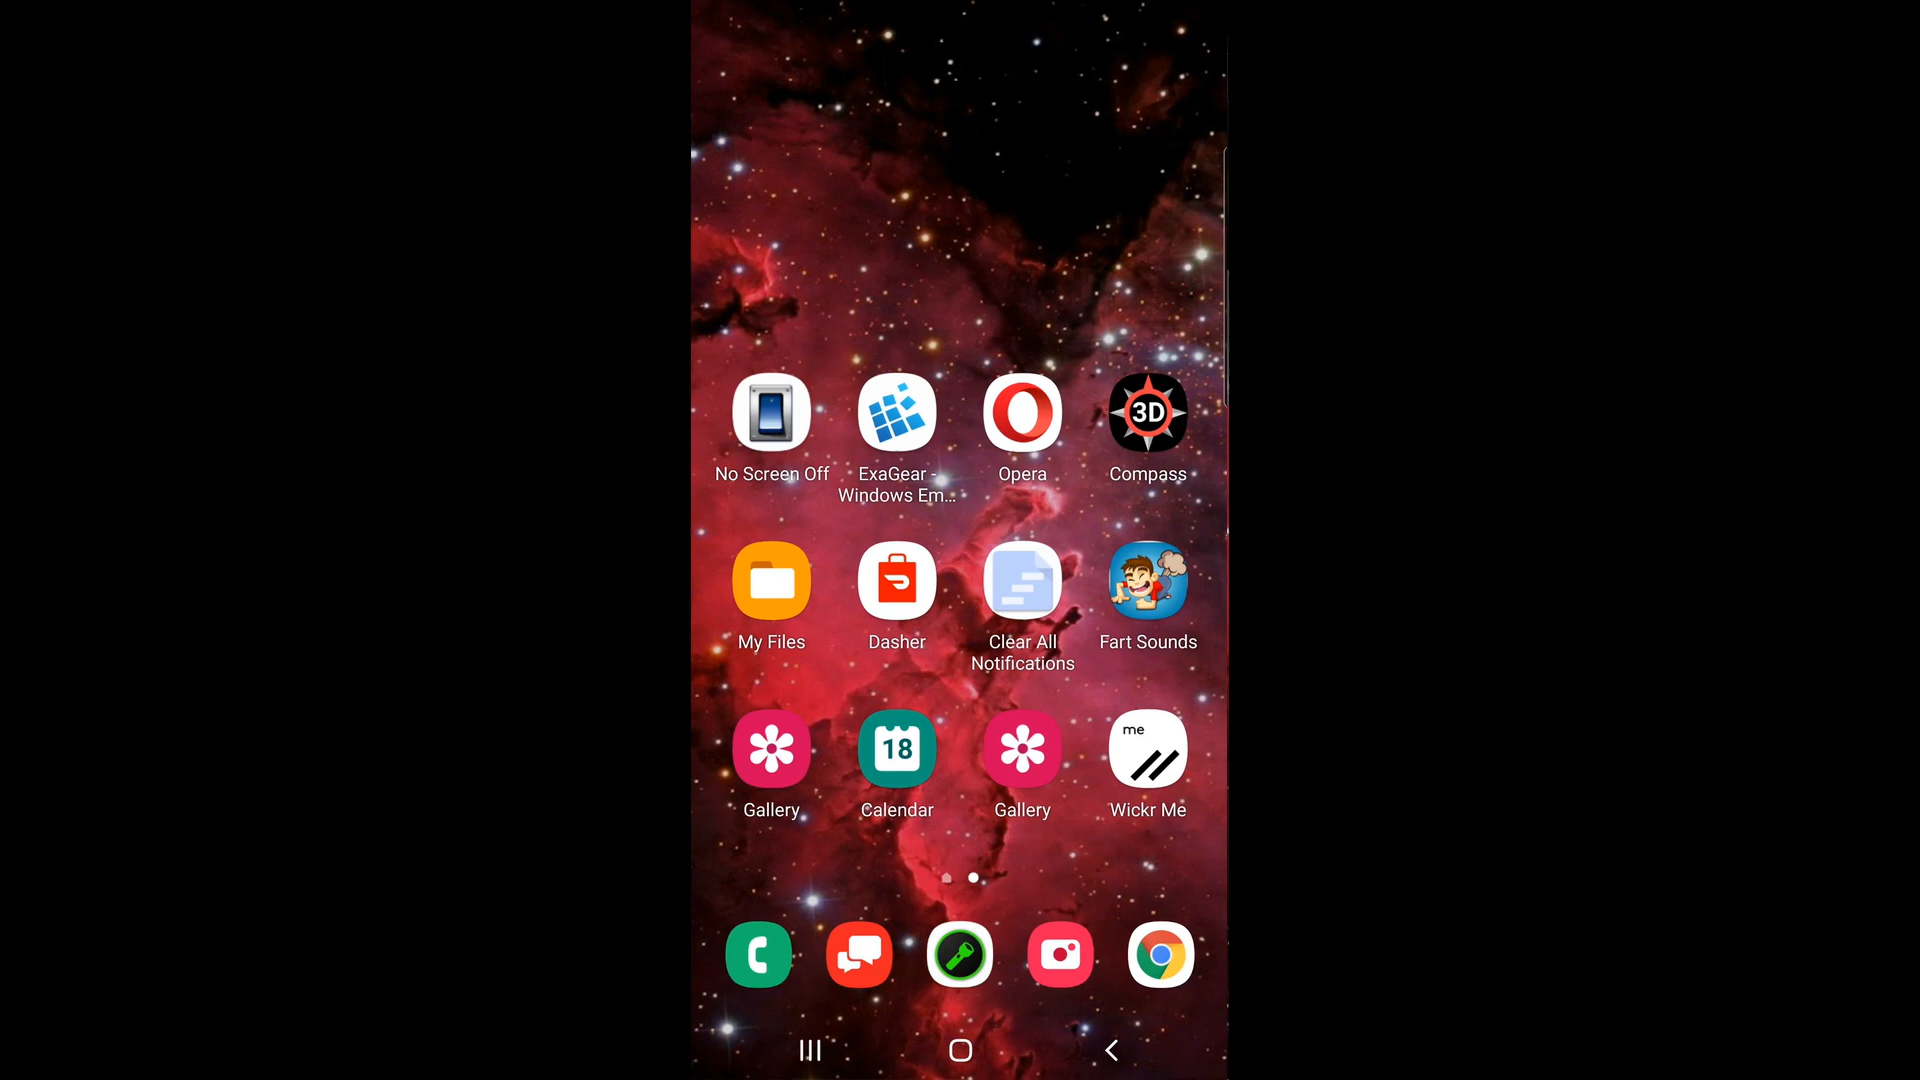 3D
No Screen Off
ExaGear -
Windows Em...
Opera
Compass
My Files
Dasher
Clear All
Notifications
Fart Sounds
18
me
Gallery
Calendar
Gallery
Wickr Me